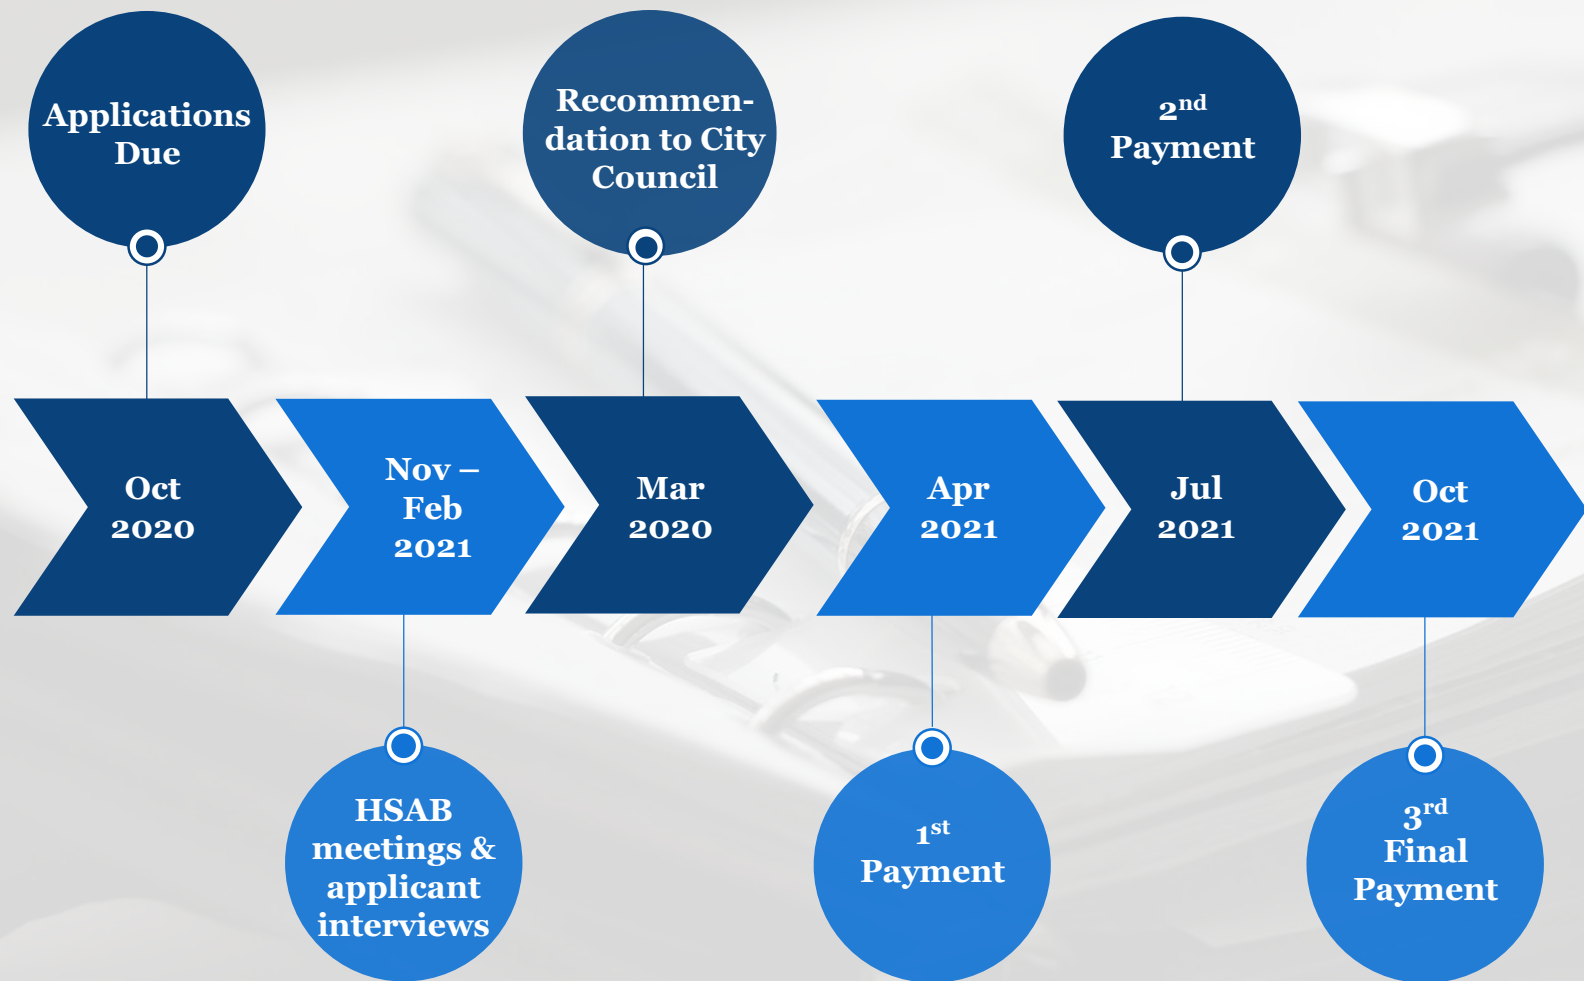 Applications
Due
Recommen-
dation to City
Council
2nd
Payment
Oct
2020
Nov –
Feb
2021
Mar
2020
Apr
2021
Jul
2021
Oct
2021
HSAB
meetings &
applicant
interviews
1st
Payment
3rd
Final
Payment